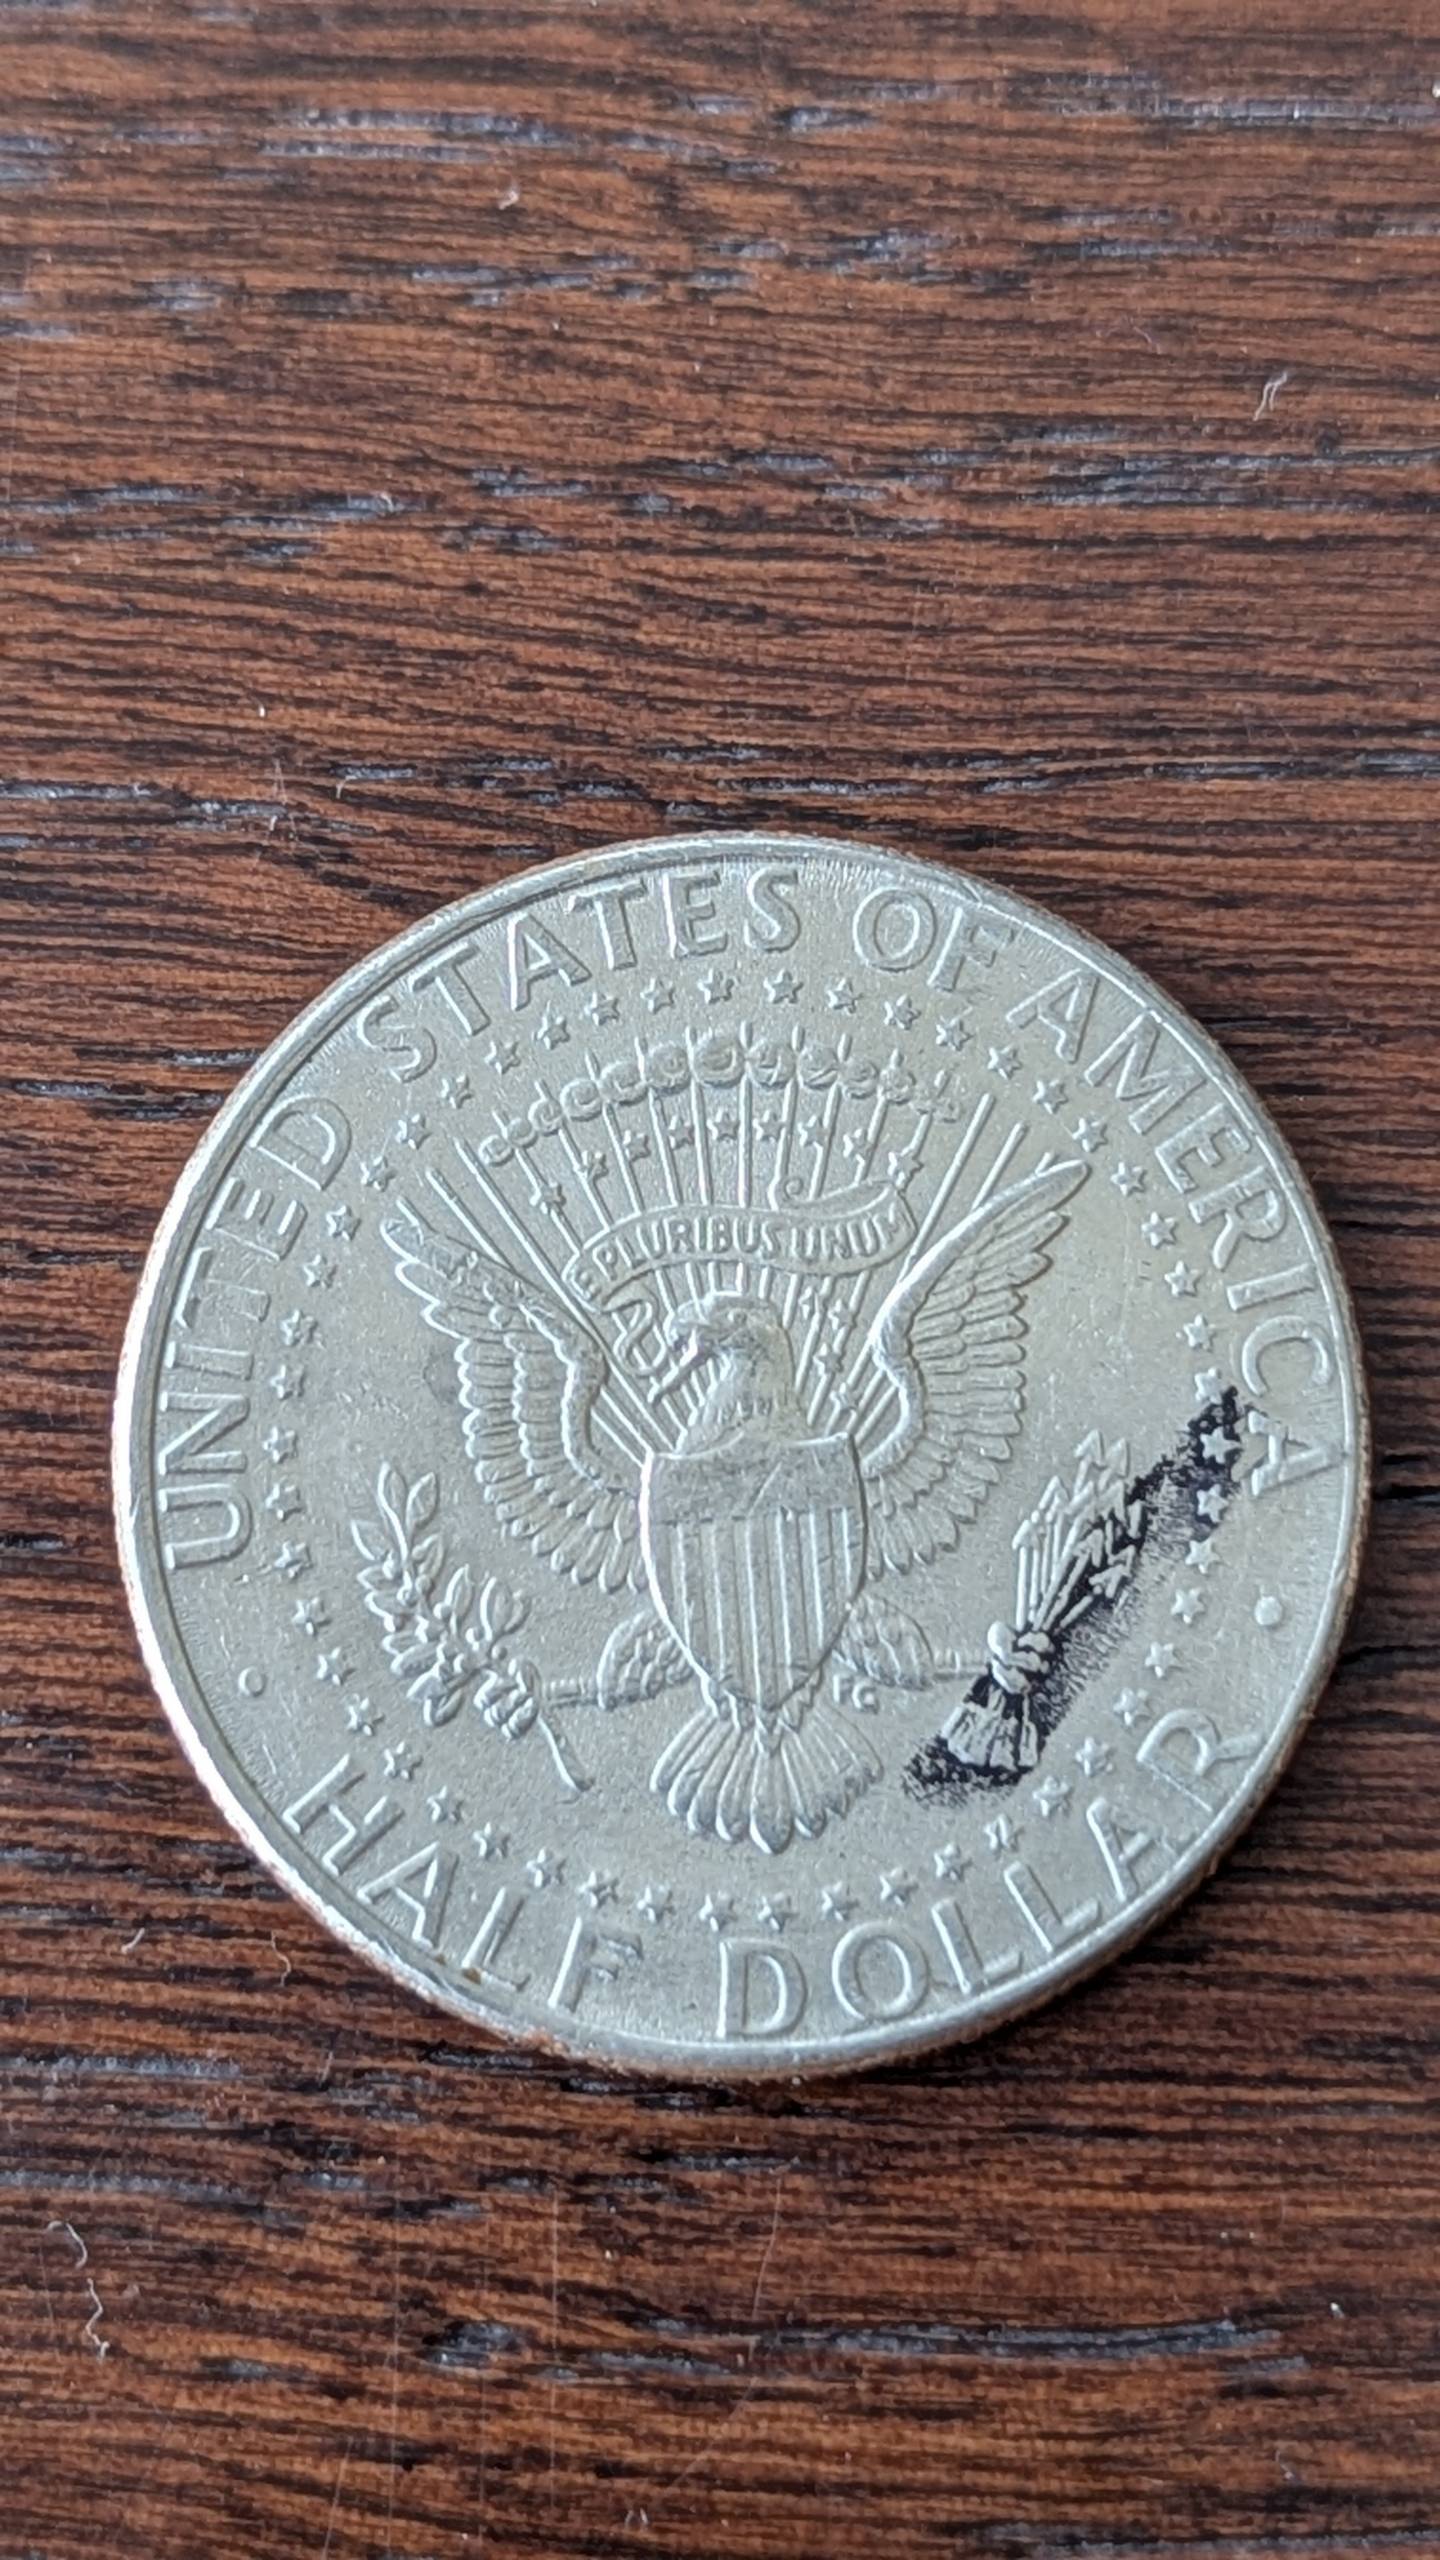 UNITED STATES OF AMERICA
E PLURIBUS UNUM
FG
HALF DOLLAR